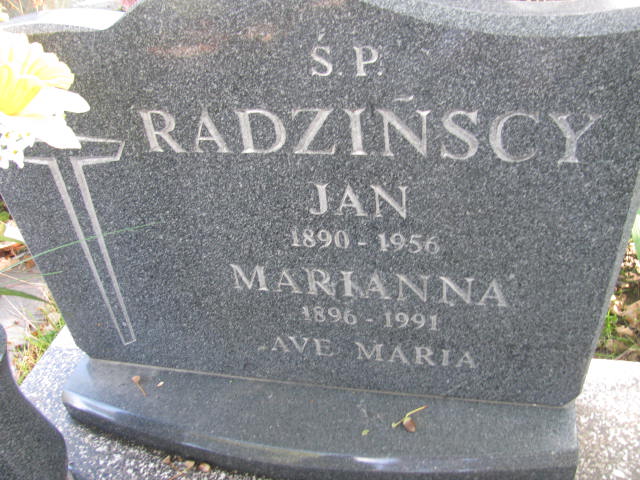 Ś.P.
RADZIŃSCY
JAN
1890 - 1956
MARIANNA
1896 - 1991
AVE MARIA